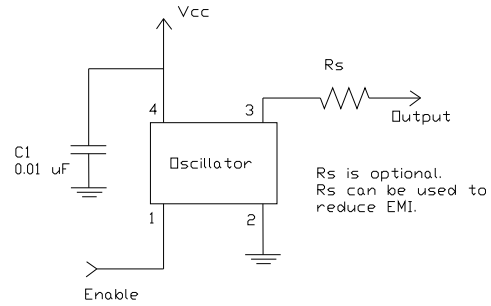 Vcc
Rs
4
3
Output
C1
0.01 uF
Oscillator
Rs is optional.
Rs can be used to
reduce EMI.
1
2
Enable